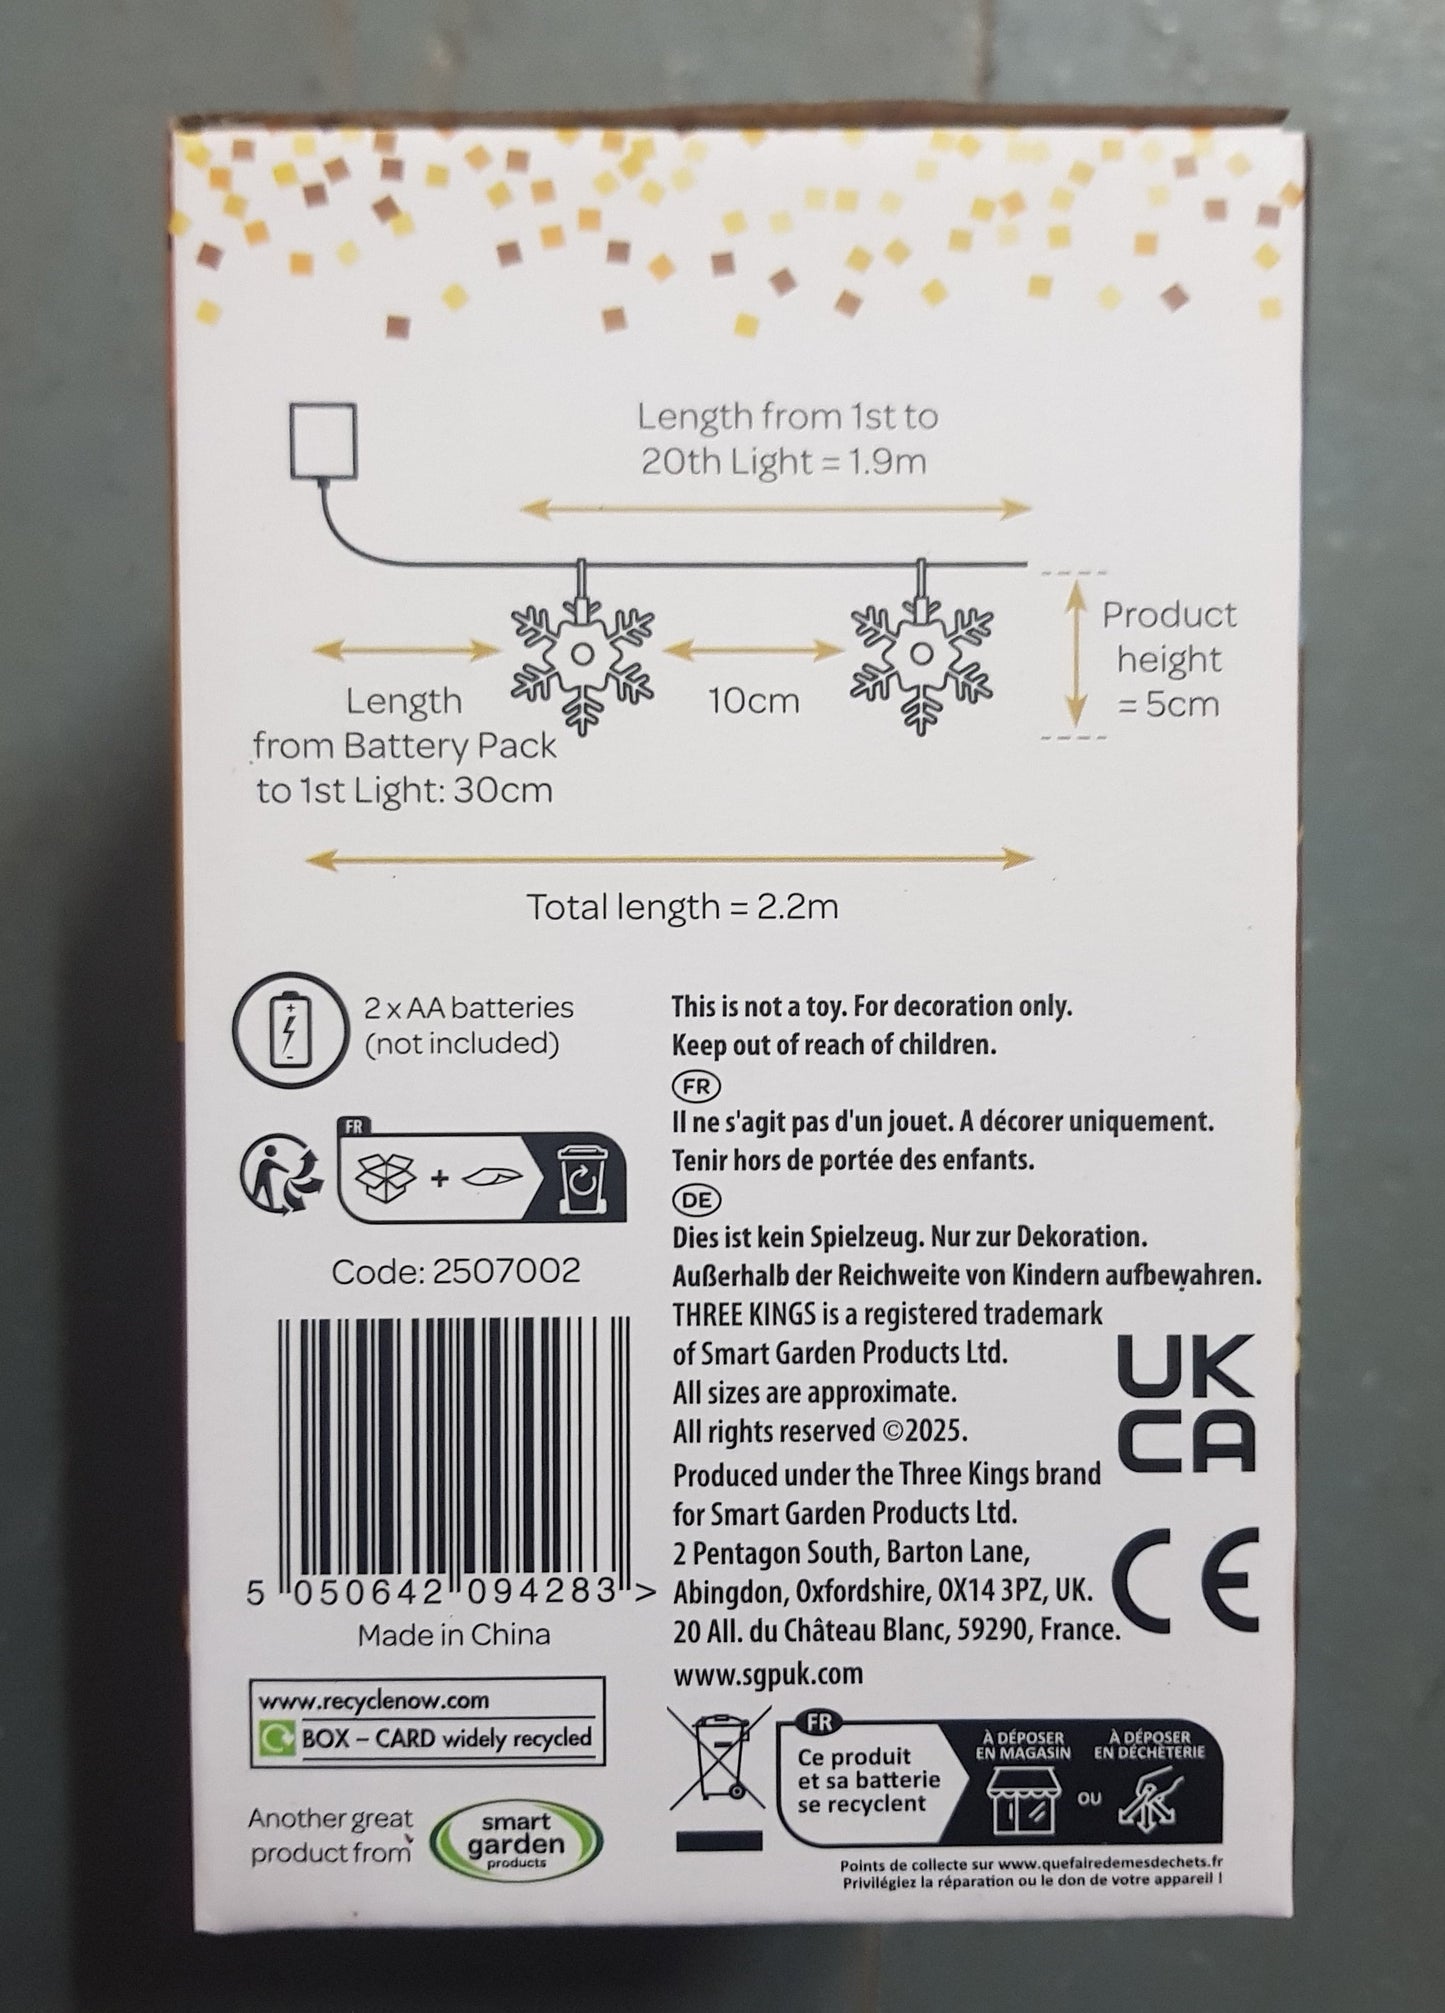 Length from 1st to
20th Light = 1.9m
Product
height
= 5cm
Length
from Battery Pack
to 1st Light: 30cm
10cm
Total length = 2.2m
2 x AA batteries
(not included)
FR
Code: 2507002
5 050642 094283 >
Made in China
www.recyclenow.com
BOX – CARD widely recycled
Another great
product from
smart
garden
products
This is not a toy. For decoration only.
Keep out of reach of children.
FR
Il ne s'agit pas d'un jouet. A décorer uniquement.
Tenir hors de portée des enfants.
DE
Dies ist kein Spielzeug. Nur zur Dekoration.
Außerhalb der Reichweite von Kindern aufbewahren.
THREE KINGS is a registered trademark
of Smart Garden Products Ltd.
All sizes are approximate.
All rights reserved ©2025.
Produced under the Three Kings brand
for Smart Garden Products Ltd.
2 Pentagon South, Barton Lane,
Abingdon, Oxfordshire, OX14 3PZ, UK.
20 All. du Château Blanc, 59290, France.
www.sgpuk.com
UK
CA
CE
FR
Ce produit
et sa batterie
se recyclent
À DÉPOSER
EN MAGASIN
OU
À DÉPOSER
EN DÉCHÈTERIE
Points de collecte sur www.quefairedemesdechets.fr
Privilégiez la réparation ou le don de votre appareil !